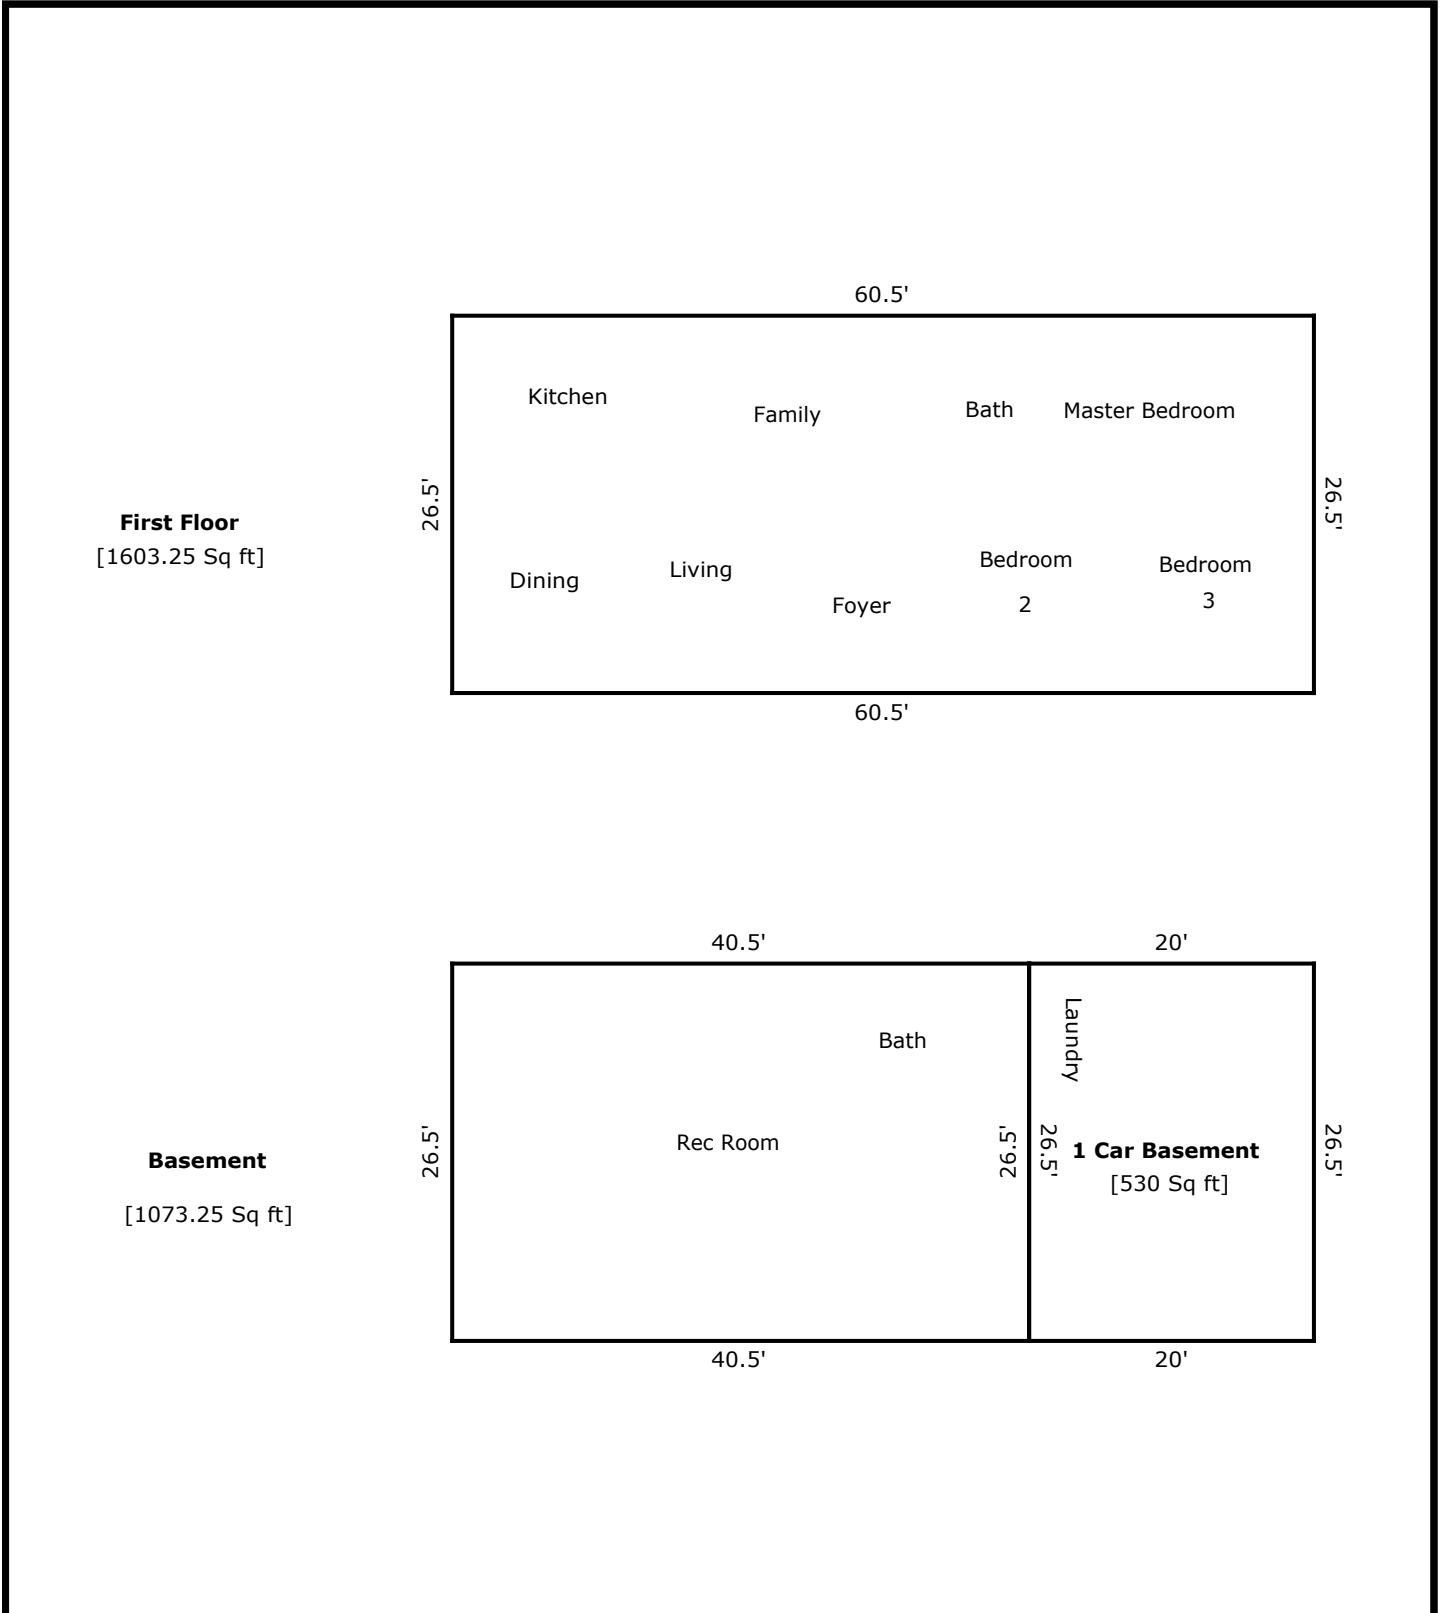 60.5'
Kitchen
Family
Bath
Master Bedroom
26.5'
26.5'
First Floor
[1603.25 Sq ft]
Dining
Living
Foyer
Bedroom
2
Bedroom
3
60.5'
40.5'
20'
Laundry
Bath
Rec Room
26.5'
26.5'
26.5'
26.5'
Basement
[1073.25 Sq ft]
1 Car Basement
[530 Sq ft]
40.5'
20'